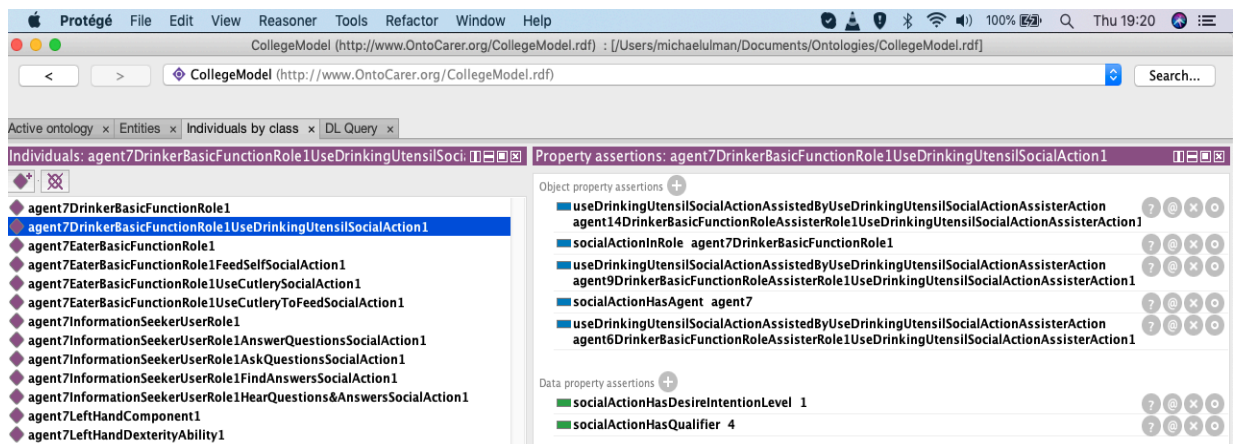 Protégé File Edit View Reasoner Tools Refactor Window Help 100% Thu 19:20
CollegeModel (http://www.OntoCarer.org/CollegeModel.rdf) : [/Users/michaelulman/Documents/Ontologies/CollegeModel.rdf]
< > CollegeModel (http://www.OntoCarer.org/CollegeModel.rdf) Search...
Active ontology × Entities × Individuals by class × DL Query ×
Individuals: agent7DrinkerBasicFunctionRole1UseDrinkingUtensilSoci
agent7DrinkerBasicFunctionRole1
agent7DrinkerBasicFunctionRole1UseDrinkingUtensilSocialAction1
agent7EaterBasicFunctionRole1
agent7EaterBasicFunctionRole1FeedSelfSocialAction1
agent7EaterBasicFunctionRole1UseCutlerySocialAction1
agent7EaterBasicFunctionRole1UseCutleryToFeedSocialAction1
agent7InformationSeekerUserRole1
agent7InformationSeekerUserRole1AnswerQuestionsSocialAction1
agent7InformationSeekerUserRole1AskQuestionsSocialAction1
agent7InformationSeekerUserRole1FindAnswersSocialAction1
agent7InformationSeekerUserRole1HearQuestions&AnswersSocialAction1
agent7LeftHandComponent1
agent7LeftHandDexterityAbility1
Property assertions: agent7DrinkerBasicFunctionRole1UseDrinkingUtensilSocialAction1
Object property assertions
useDrinkingUtensilSocialActionAssistedByUseDrinkingUtensilSocialActionAssisterAction
agent14DrinkerBasicFunctionRoleAssisterRole1UseDrinkingUtensilSocialActionAssisterAction1
socialActionInRole agent7DrinkerBasicFunctionRole1
useDrinkingUtensilSocialActionAssistedByUseDrinkingUtensilSocialActionAssisterAction
agent9DrinkerBasicFunctionRoleAssisterRole1UseDrinkingUtensilSocialActionAssisterAction1
socialActionHasAgent agent7
useDrinkingUtensilSocialActionAssistedByUseDrinkingUtensilSocialActionAssisterAction
agent6DrinkerBasicFunctionRoleAssisterRole1UseDrinkingUtensilSocialActionAssisterAction1
Data property assertions
socialActionHasDesireIntentionLevel 1
socialActionHasQualifier 4